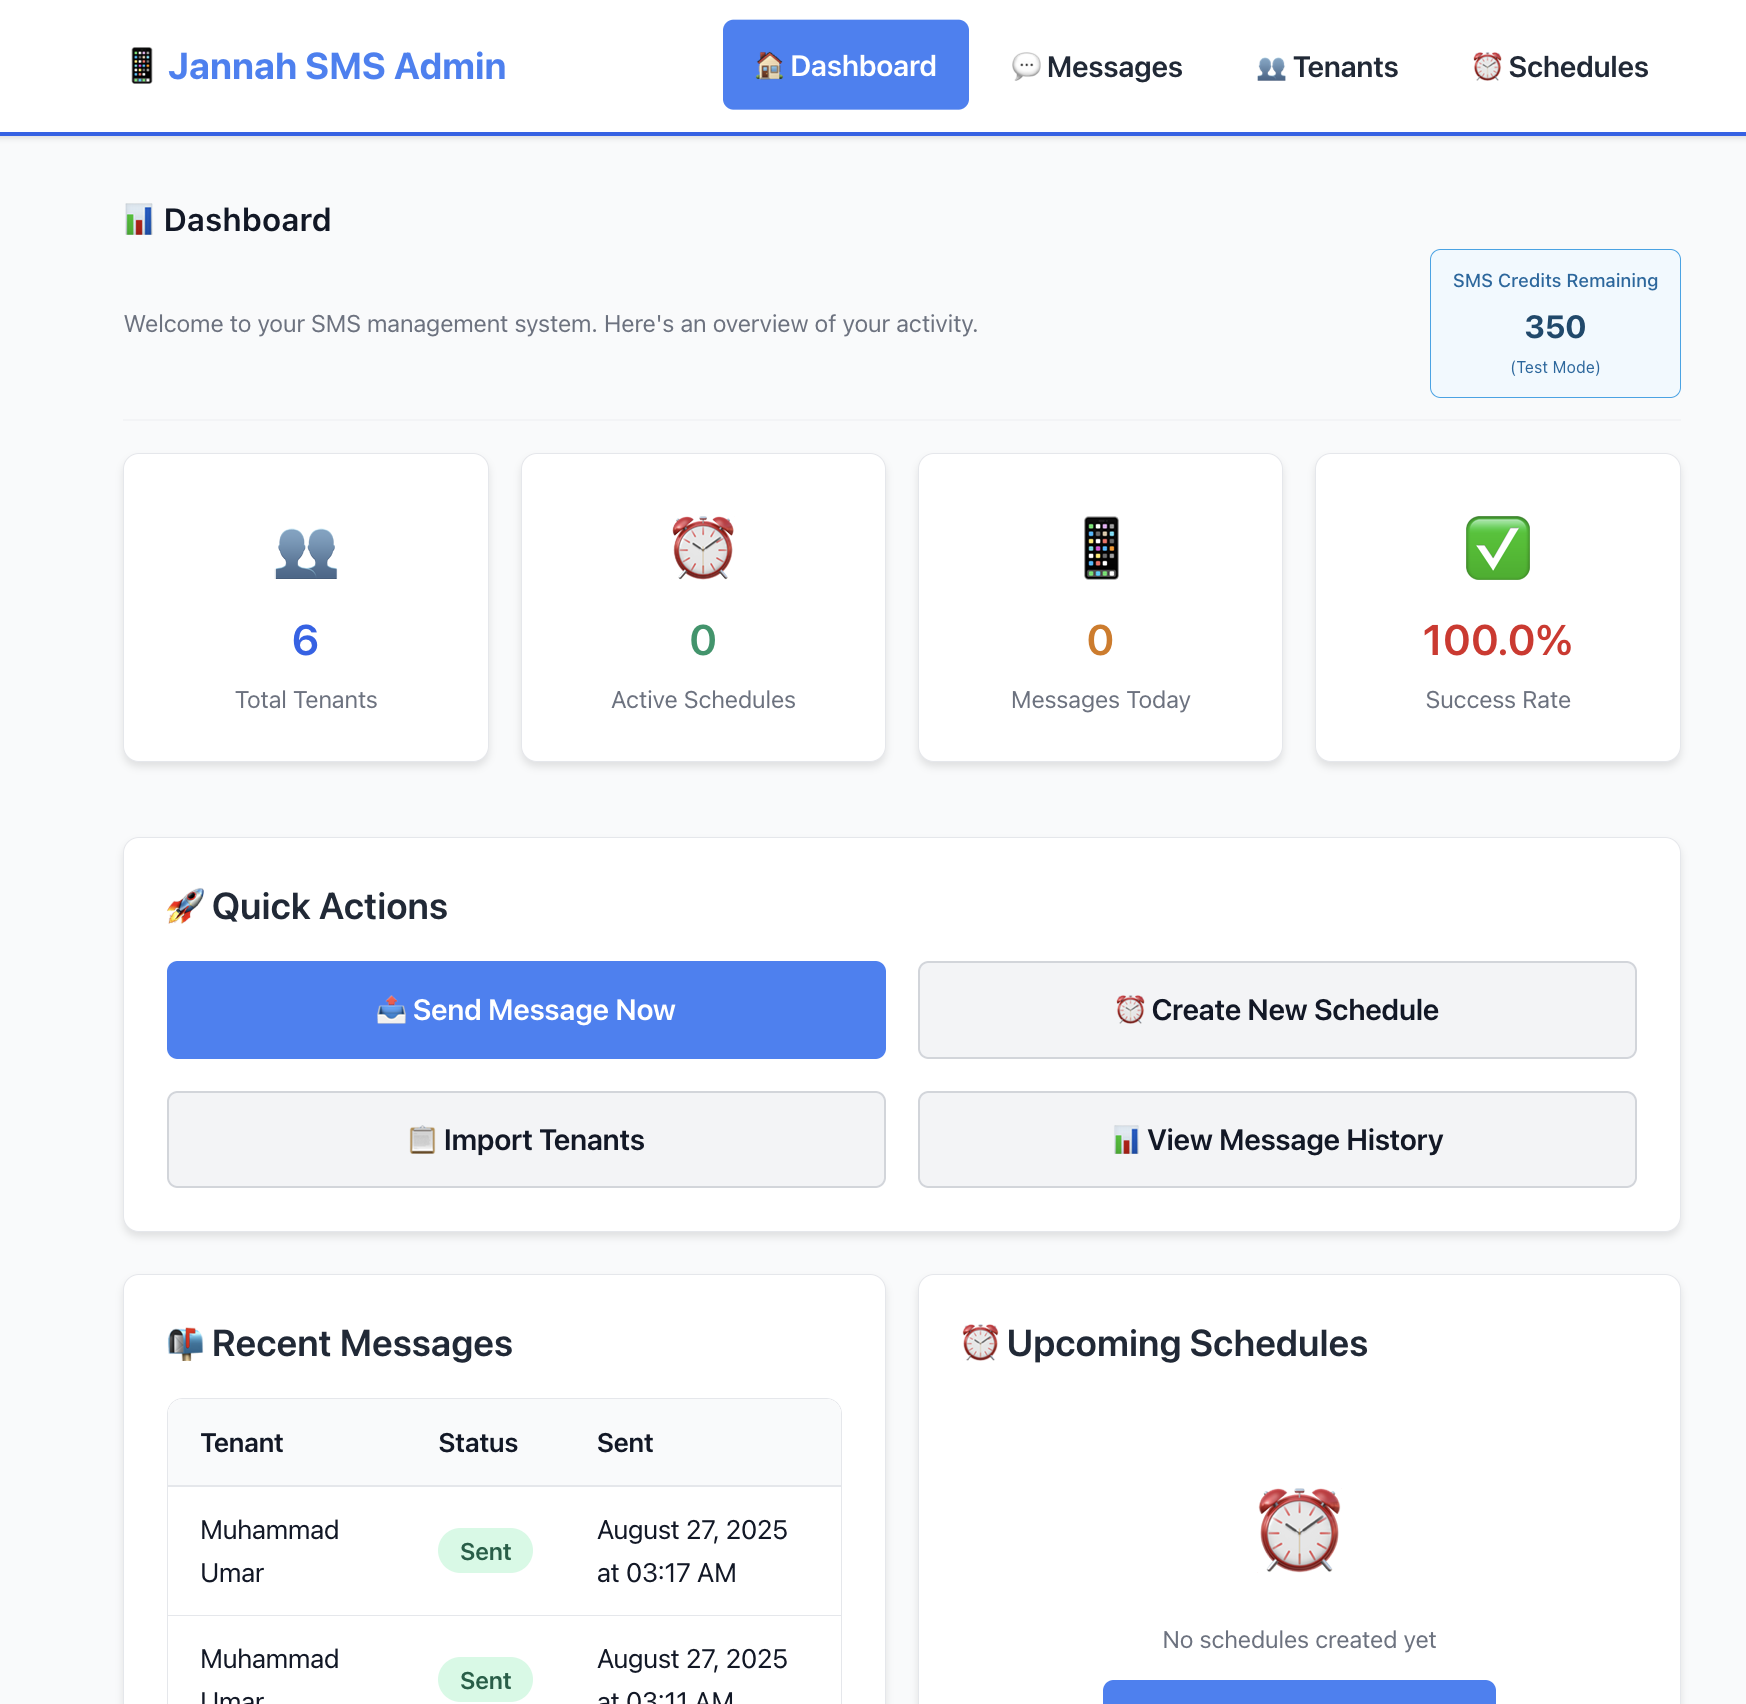 Jannah SMS Admin
Dashboard
Messages
Tenants
Schedules
Dashboard
SMS Credits Remaining
350
(Test Mode)
Welcome to your SMS management system. Here's an overview of your activity.
6
Total Tenants
0
Active Schedules
0
Messages Today
100.0%
Success Rate
Quick Actions
Send Message Now
Create New Schedule
Import Tenants
View Message History
Recent Messages
Tenant Status Sent
Muhammad
Umar
Sent
August 27, 2025
at 03:17 AM
Muhammad
Umar
Sent
August 27, 2025
at 03:11 AM
Upcoming Schedules
No schedules created yet